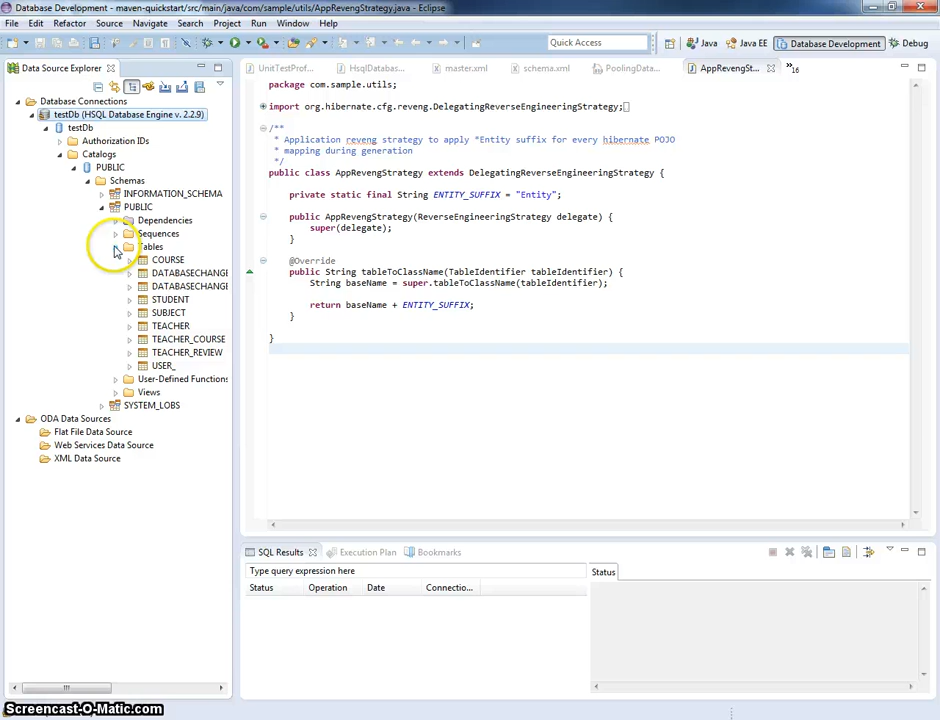 Database Development - maven-quickstart/src/main/java/com/sample/utils/AppRevengStrategy.java - Eclipse
File Edit Refactor Source Navigate Search Project Run Window Help
Quick Access
Java
Java EE
Database Development
Debug
Data Source Explorer
UnitTestProf...
HsqlDatabas...
master.xml
schema.xml
PoolingData...
AppRevengSt...
»16
Database Connections
testDb (HSQL Database Engine v. 2.2.9)
testDb
Authorization IDs
Catalogs
PUBLIC
Schemas
INFORMATION_SCHEMA
PUBLIC
Dependencies
Sequences
Tables
COURSE
DATABASECHANGE
DATABASECHANGE
STUDENT
SUBJECT
TEACHER
TEACHER_COURSE
TEACHER_REVIEW
USER_
User-Defined Functions
Views
SYSTEM_LOBS
ODA Data Sources
Flat File Data Source
Web Services Data Source
XML Data Source
package com.sample.utils;
import org.hibernate.cfg.reveng.DelegatingReverseEngineeringStrategy;
/**
* Application reveng strategy to apply *Entity suffix for every hibernate POJO
* mapping during generation
*/
public class AppRevengStrategy extends DelegatingReverseEngineeringStrategy {
private static final String ENTITY_SUFFIX = "Entity";
public AppRevengStrategy(ReverseEngineeringStrategy delegate) {
super(delegate);
}
@Override
public String tableToClassName(TableIdentifier tableIdentifier) {
String baseName = super.tableToClassName(tableIdentifier);
return baseName + ENTITY_SUFFIX;
}
}
SQL Results
Execution Plan
Bookmarks
Type query expression here
Status
Status Operation Date Connectio...
Screencast-O-Matic.com